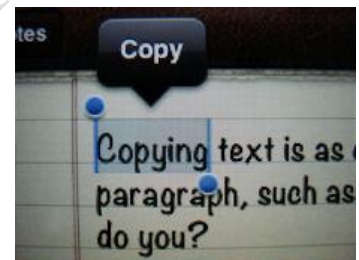 tes
Copy
Copying text is as
paragraph, such as
do you?